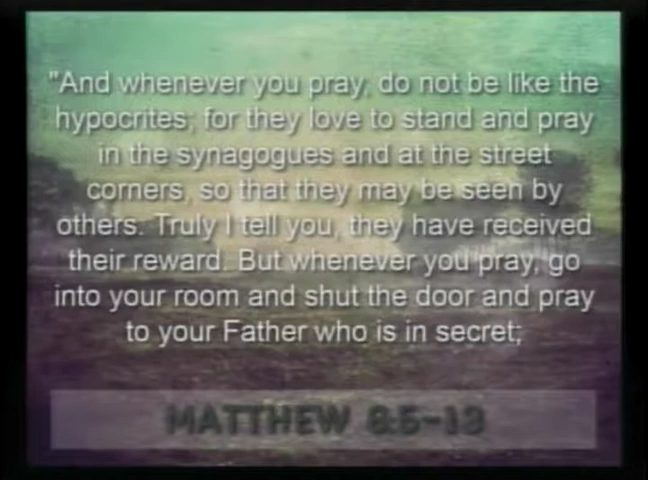 "And whenever you pray, do not be like the
hypocrites; for they love to stand and pray
in the synagogues and at the street
corners, so that they may be seen by
others. Truly I tell you, they have received
their reward. But whenever you pray, go
into your room and shut the door and pray
to your Father who is in secret;
MATTHEW 6:5-13